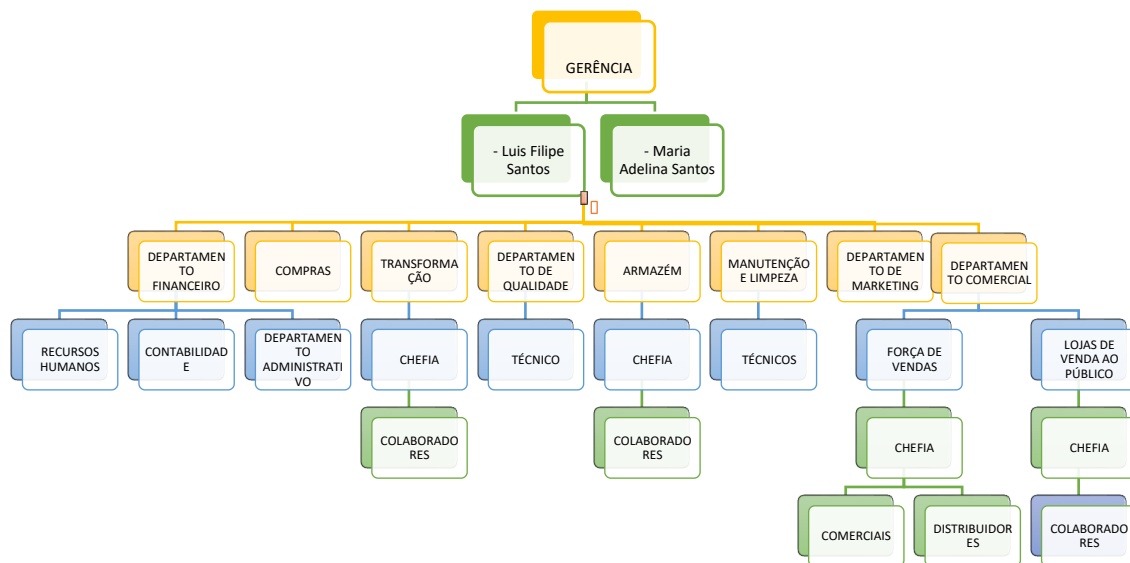 GERÊNCIA
- Luis Filipe
Santos
- Maria
Adelina Santos
DEPARTAMEN
TO
FINANCEIRO
COMPRAS
TRANSFORMA
ÇÃO
DEPARTAMEN
TO DE
QUALIDADE
ARMAZÉM
MANUTENÇÃO
E LIMPEZA
DEPARTAMEN
TO DE
MARKETING
DEPARTAMEN
TO COMERCIAL
RECURSOS
HUMANOS
CONTABILIDAD
E
DEPARTAMEN
TO
ADMINISTRATI
VO
CHEFIA
TÉCNICO
CHEFIA
TÉCNICOS
FORÇA DE
VENDAS
LOJAS DE
VENDA AO
PÚBLICO
COLABORADO
RES
COLABORADO
RES
CHEFIA
CHEFIA
COMERCIAIS
DISTRIBUIDOR
ES
COLABORADO
RES